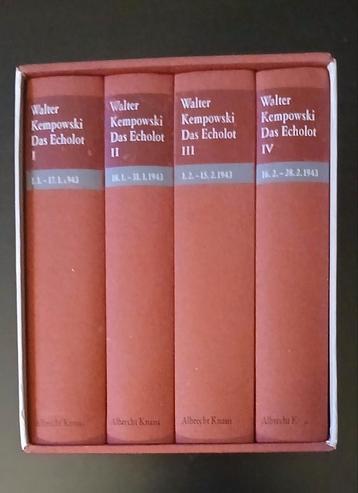 Walter
Kempowski
Das Echolot
I
1.1. – 17.1.1943
Albrecht Knaus
Walter
Kempowski
Das Echolot
II
18.1. – 31.1.1943
Albrecht Knaus
Walter
Kempowski
Das Echolot
III
1.2. – 15.2.1943
Albrecht Knaus
Walter
Kempowski
Das Echolot
IV
16.2. – 28.2.1943
Albrecht